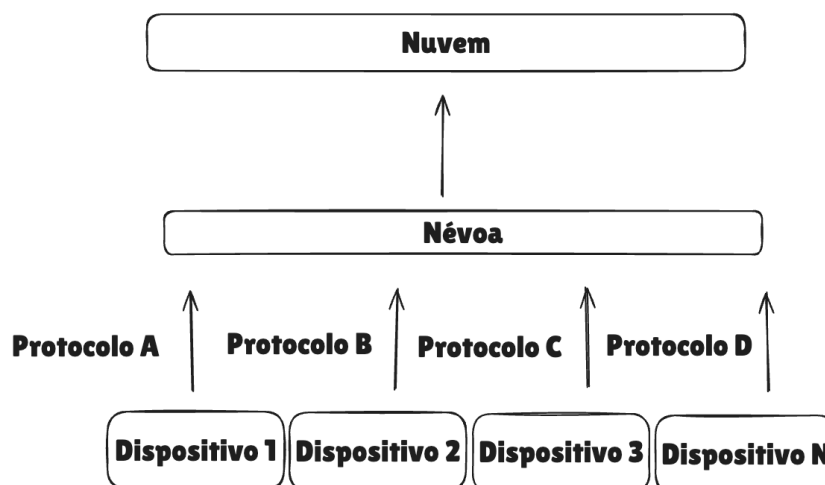 Nuvem
Névoa
Protocolo A
Protocolo B
Protocolo C
Protocolo D
Dispositivo 1
Dispositivo 2
Dispositivo 3
Dispositivo N